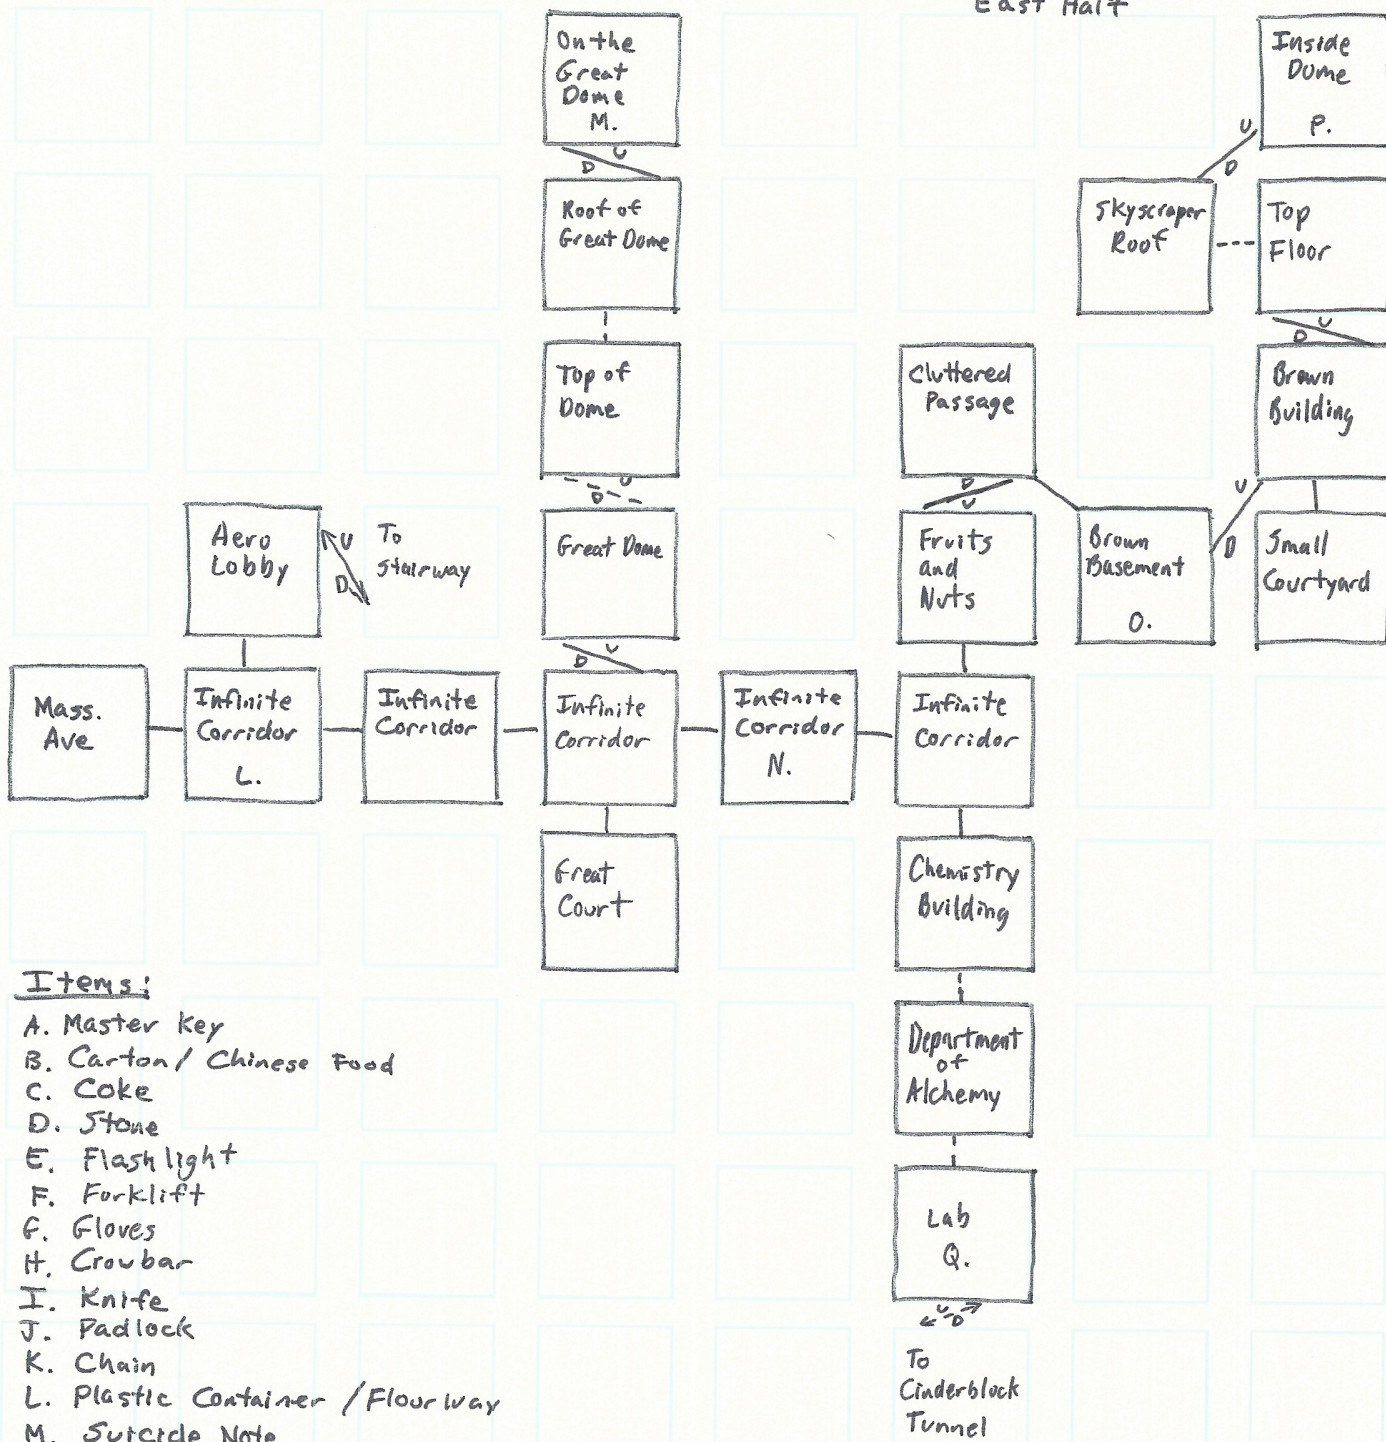 East Half
On the
Great
Dome
M.
Inside
Dome
P.
U
D
U
D
Roof of
Great Dome
Skyscraper
Roof
Top
Floor
U
D
Top of
Dome
Cluttered
Passage
Brown
Building
U
D
D
U
U
D
Aero
Lobby
U
D
To
Stairway
Great Dome
Fruits
and
Nuts
Brown
Basement
O.
Small
Courtyard
U
D
Mass.
Ave
Infinite
Corridor
L.
Infinite
Corridor
Infinite
Corridor
Infinite
Corridor
N.
Infinite
Corridor
Great
Court
Chemistry
Building
Department
of
Alchemy
Lab
Q.
U
D
To
Cinderblock
Tunnel
Items:
A. Master Key
B. Carton/ Chinese Food
C. Coke
D. Stone
E. Flashlight
F. Forklift
G. Gloves
H. Crowbar
I. Knife
J. Padlock
K. Chain
L. Plastic Container /Flourway
M. Suicide Note